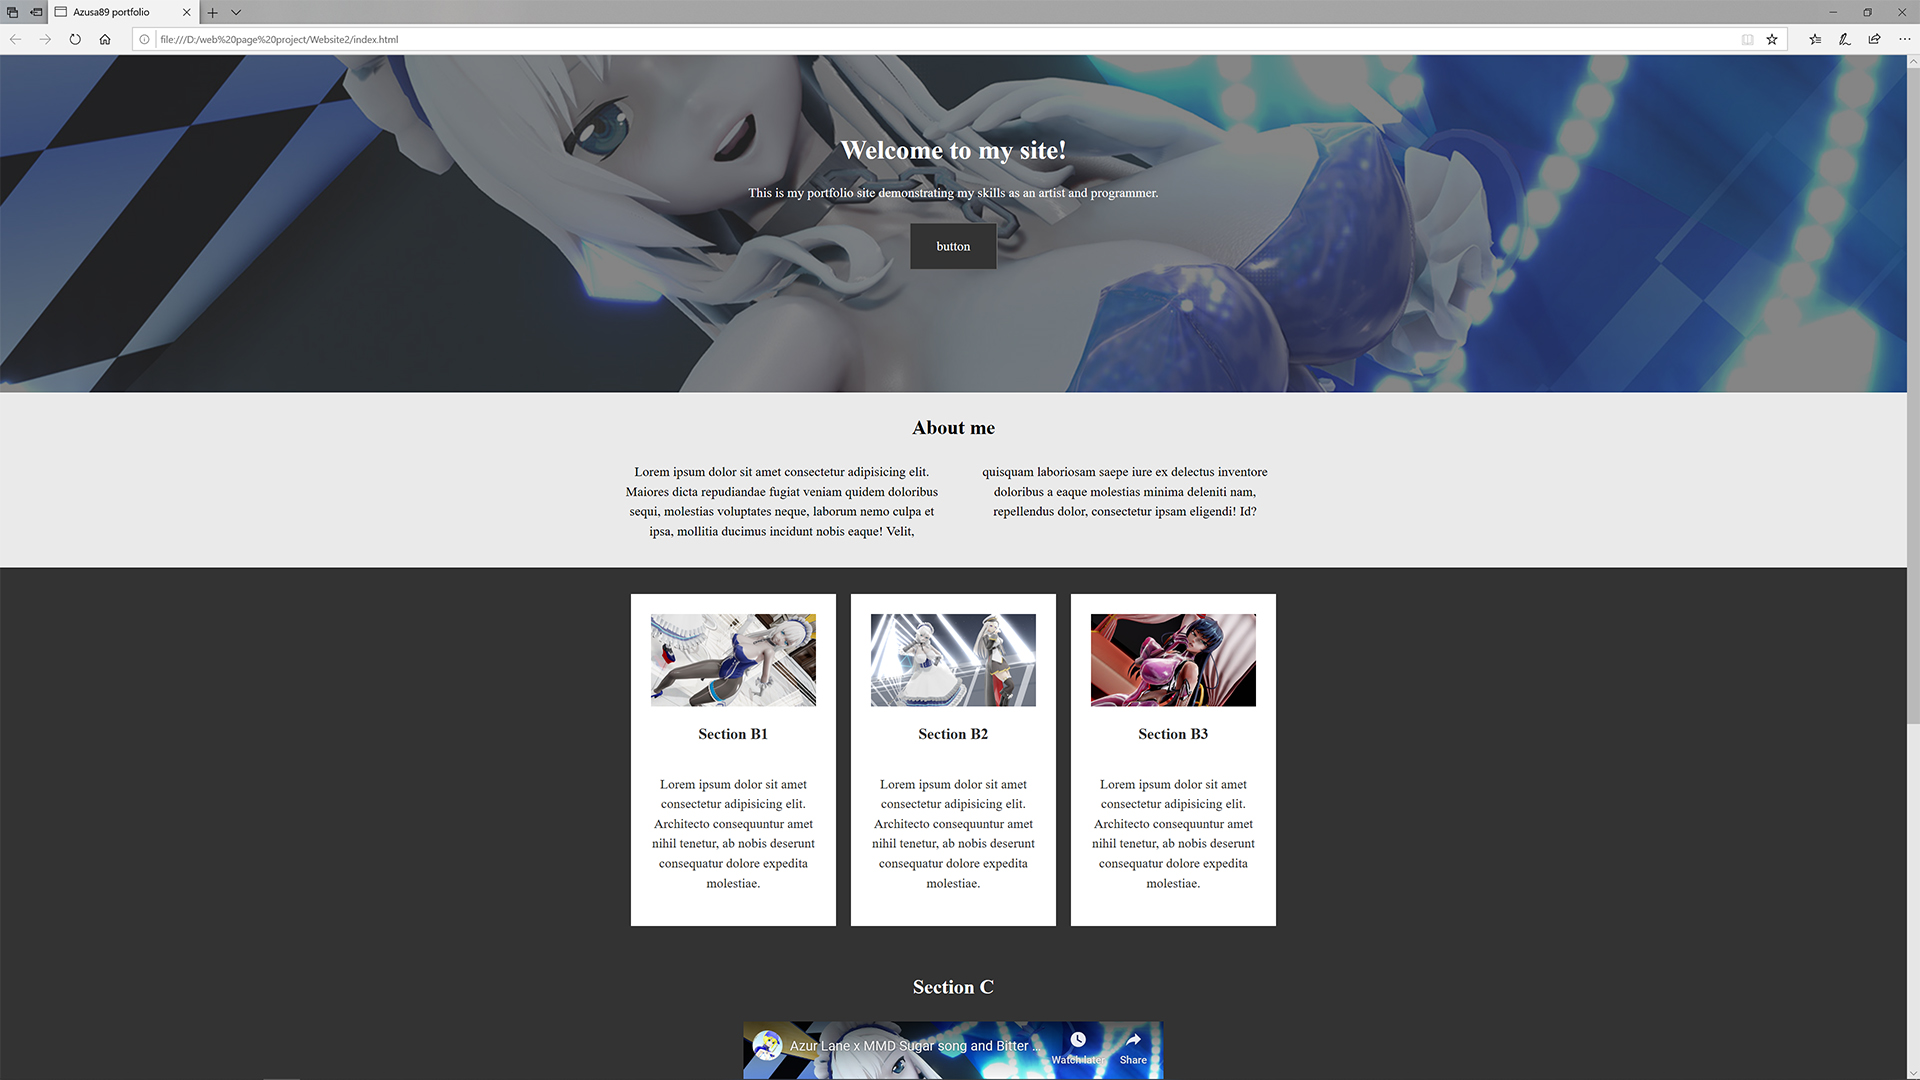 Azusa89 portfolio
file:///D:/web%20page%20project/Website2/index.html
Welcome to my site!
This is my portfolio site demonstrating my skills as an artist and programmer.
button
About me
Lorem ipsum dolor sit amet consectetur adipisicing elit.
Maiores dicta repudiandae fugiat veniam quidem doloribus
sequi, molestias voluptates neque, laborum nemo culpa et
ipsa, mollitia ducimus incidunt nobis eaque! Velit,
quisquam laboriosam saepe iure ex delectus inventore
doloribus a eaque molestias minima deleniti nam,
repellendus dolor, consectetur ipsam eligendi! Id?
Section B1
Lorem ipsum dolor sit amet
consectetur adipisicing elit.
Architecto consequuntur amet
nihil tenetur, ab nobis deserunt
consequatur dolore expedita
molestiae.
Section B2
Lorem ipsum dolor sit amet
consectetur adipisicing elit.
Architecto consequuntur amet
nihil tenetur, ab nobis deserunt
consequatur dolore expedita
molestiae.
Section B3
Lorem ipsum dolor sit amet
consectetur adipisicing elit.
Architecto consequuntur amet
nihil tenetur, ab nobis deserunt
consequatur dolore expedita
molestiae.
Section C
Azur Lane x MMD Sugar song and Bitter ...
Watch later
Share